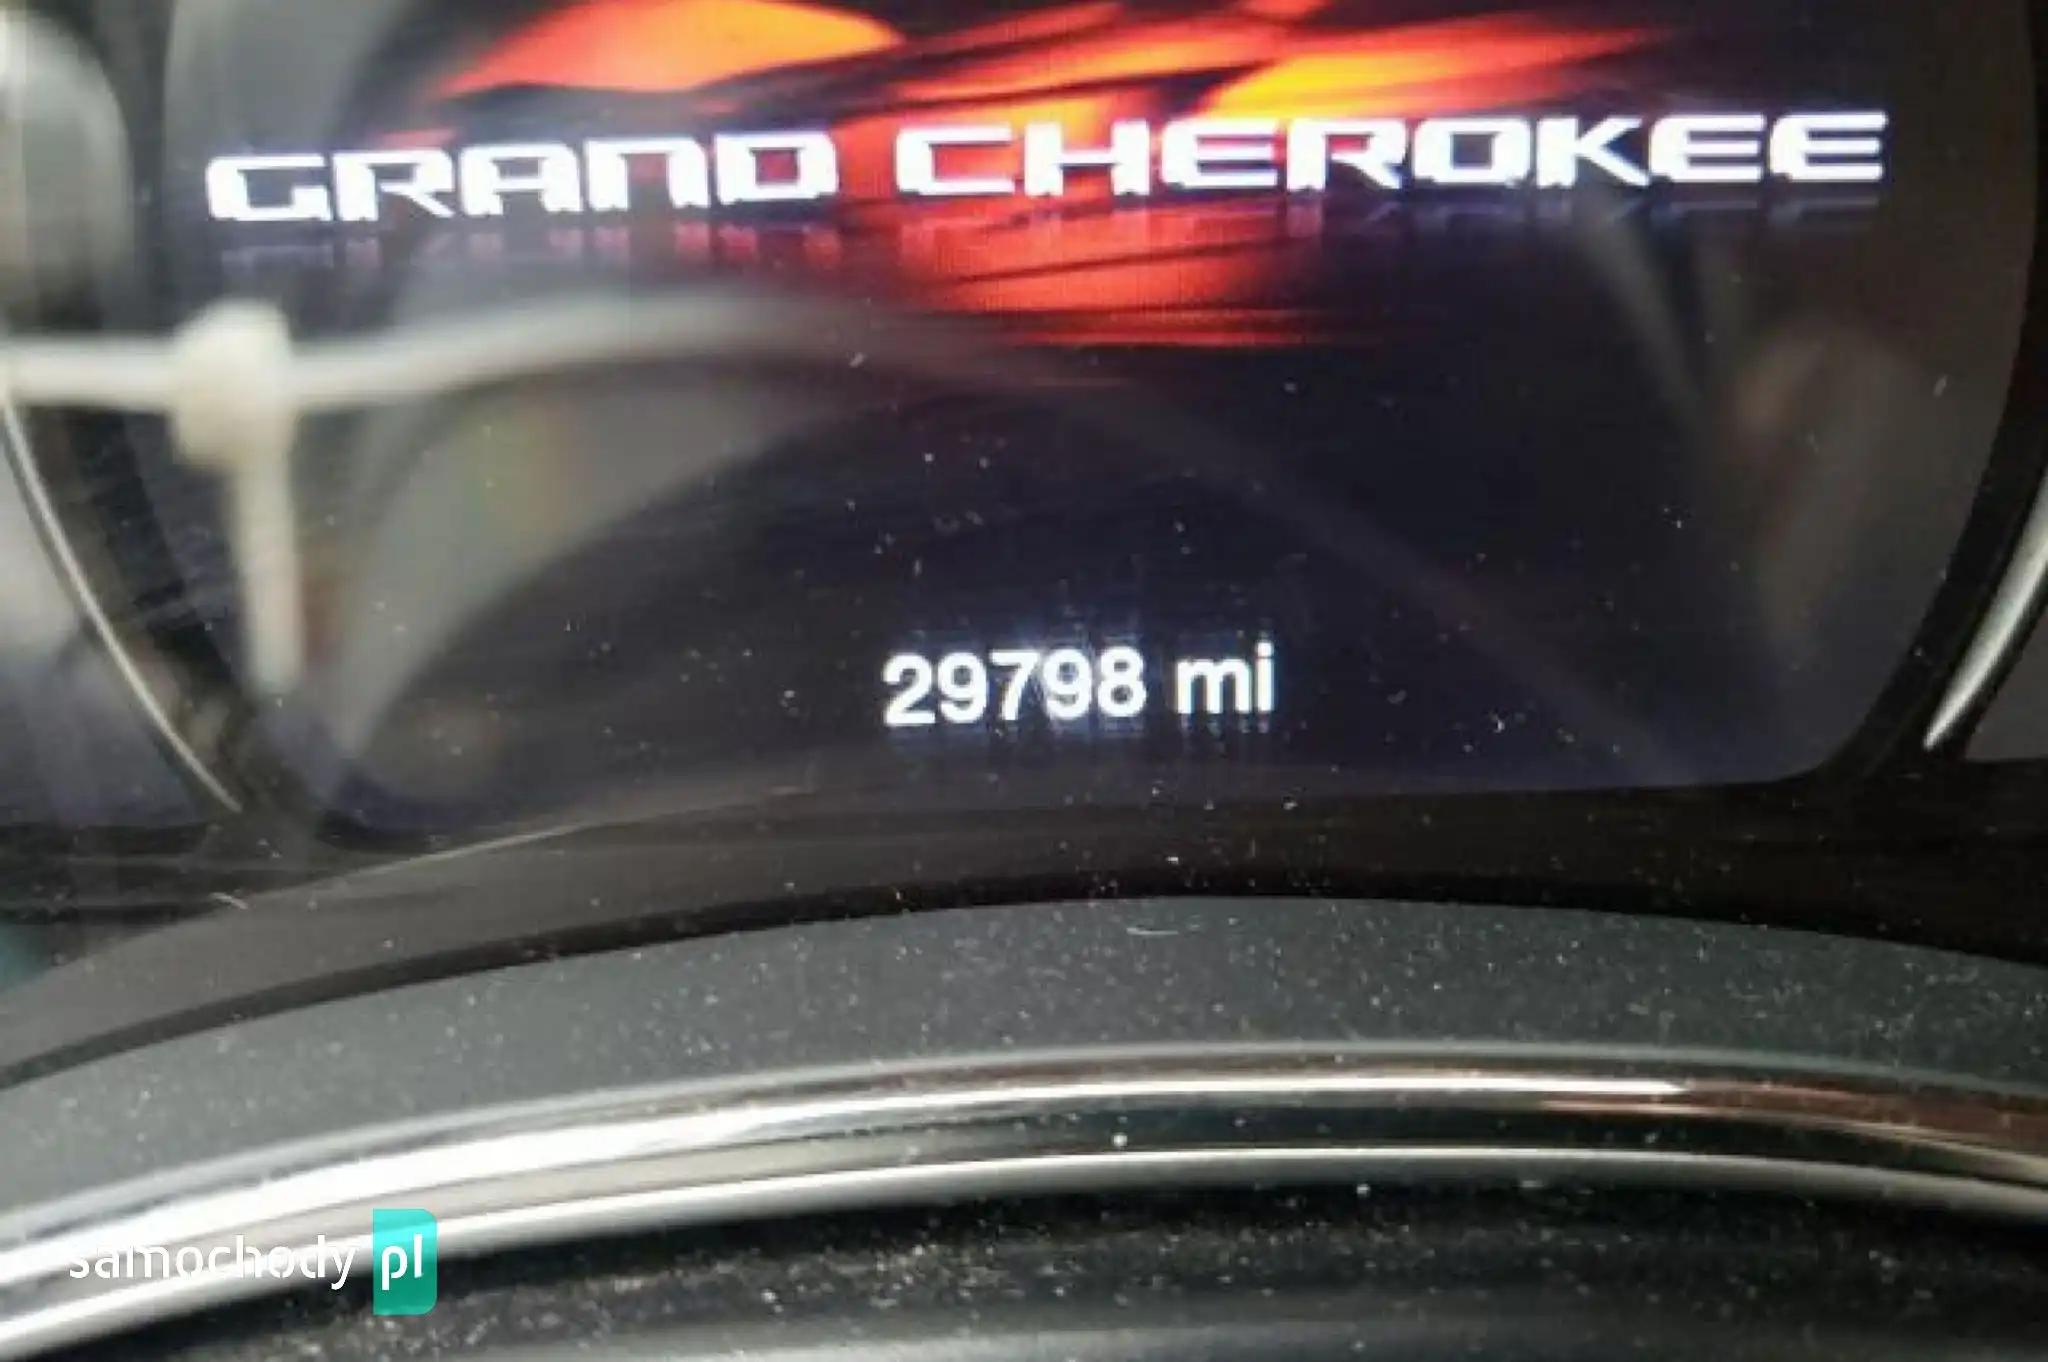 GRAND CHEROKEE
29798 mi
samochody pl